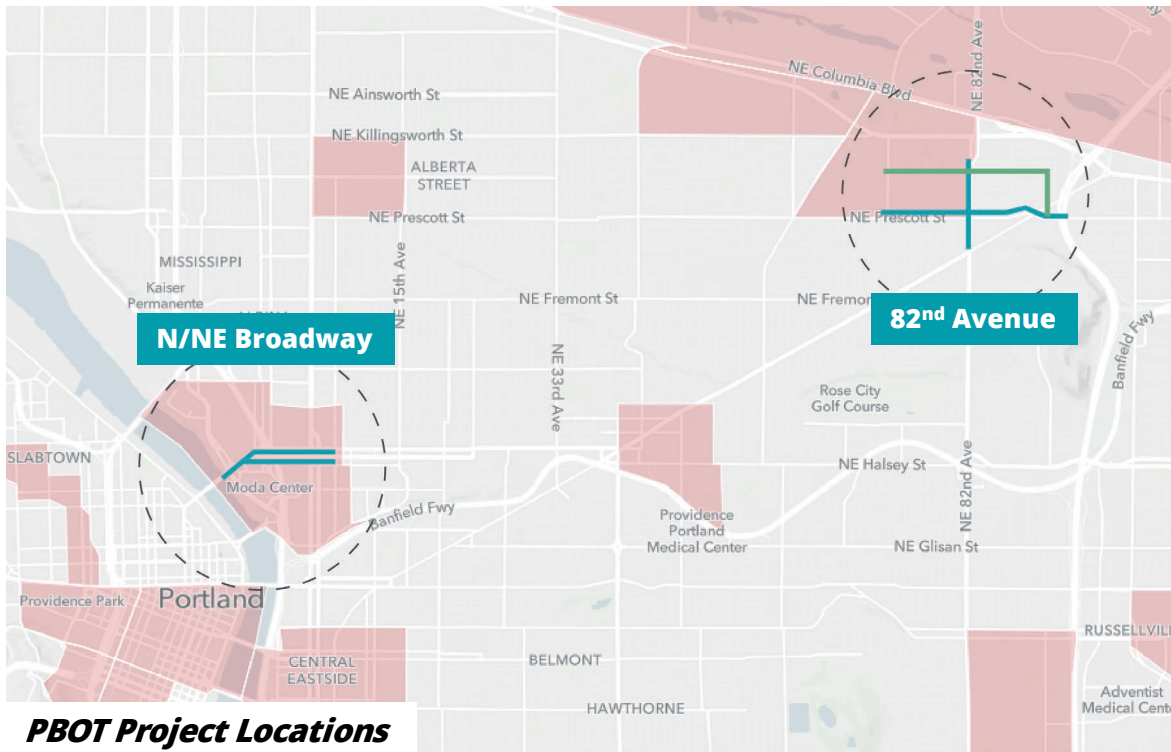 NE 82nd Ave
NE Columbia Blvd
NE Ainsworth St
NE Killingsworth St
ALBERTA
STREET
NE Prescott St
NE Prescott St
MISSISSIPPI
Kaiser
Permanente
NE 15th Ave
NE Fremont St
NE Fremon
82nd Avenue
N/NE Broadway
Banfield Fwy
NE 33rd Ave
Rose City
Golf Course
SLABTOWN
NE Halsey St
NE 82nd Ave
Moda Center
Banfield Fwy
Providence
Portland
Medical Center
NE Glisan St
Providence Park
Portland
RUSSELLVIL
CENTRAL
EASTSIDE
BELMONT
HAWTHORNE
Adventist
Medical Cente
PBOT Project Locations